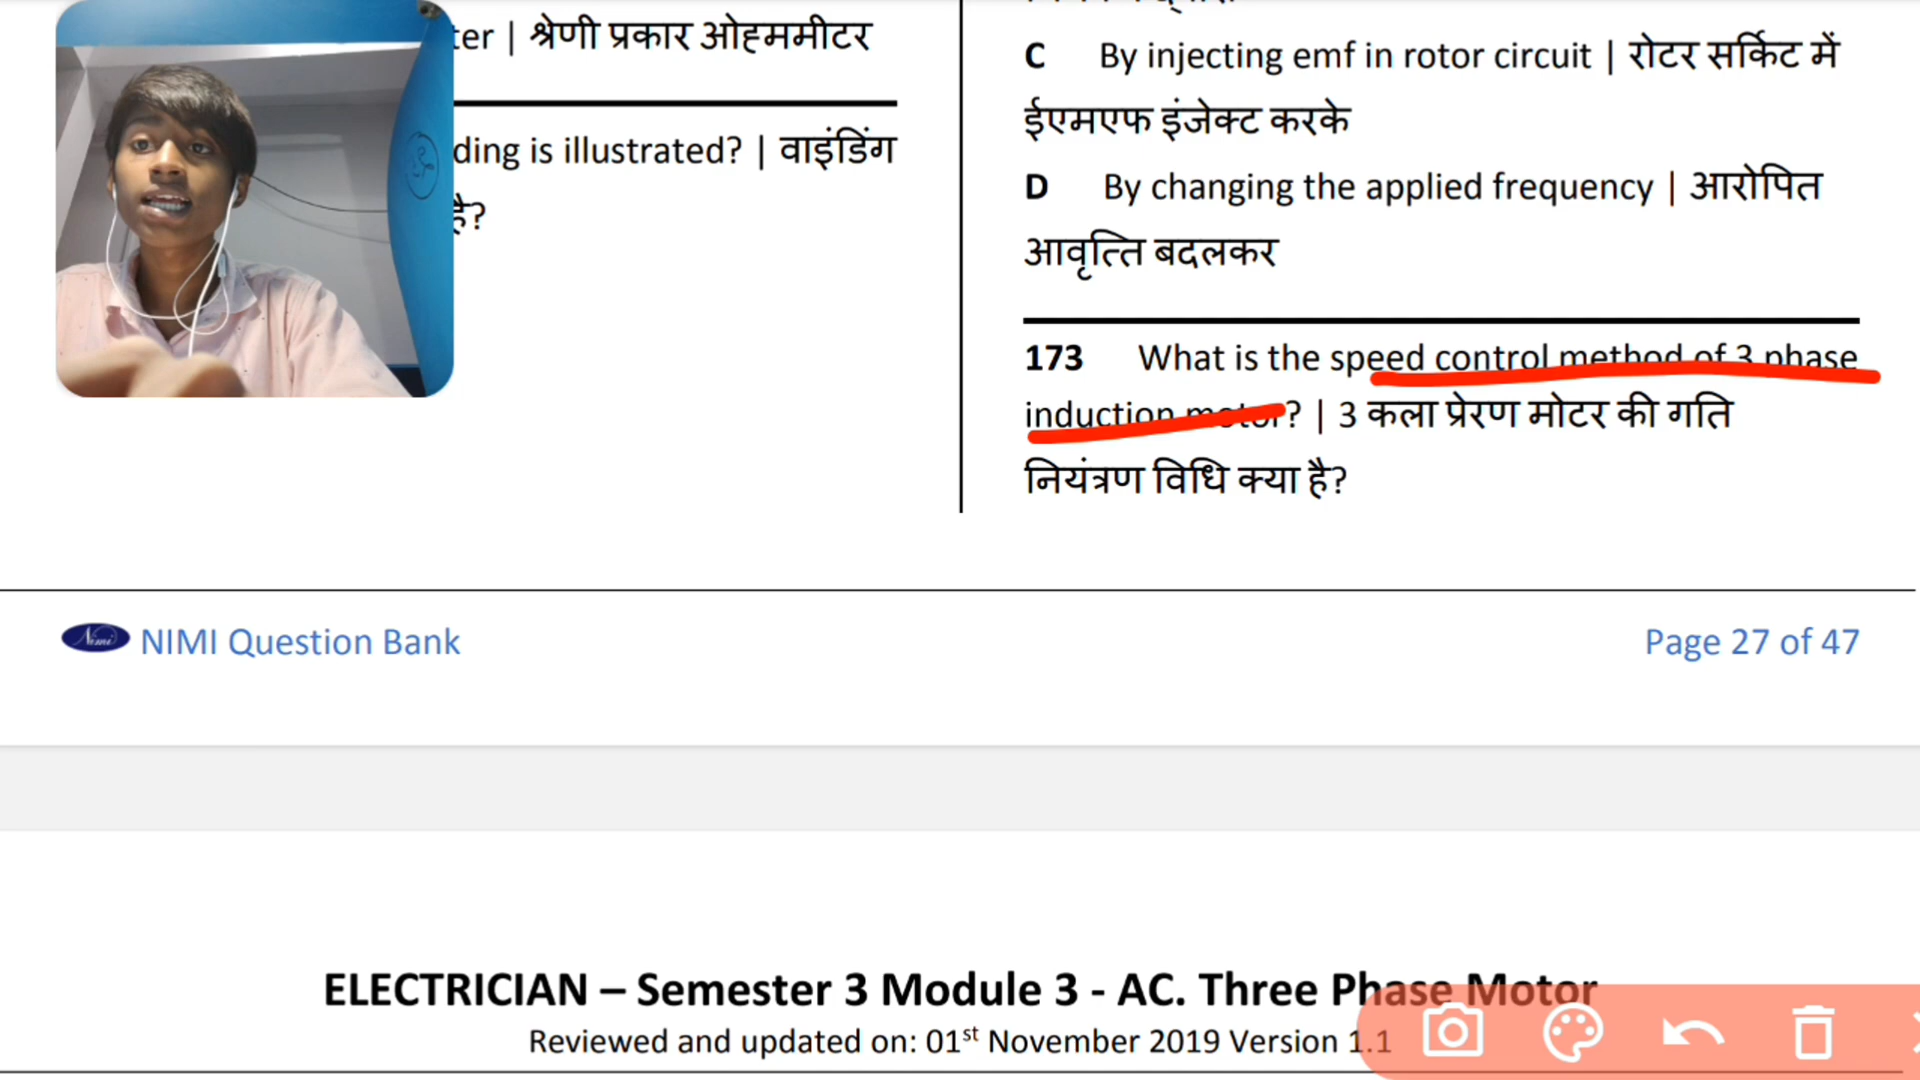 ter | श्रेणी प्रकार ओह्ममीटर
ding is illustrated? | वाइंडिंग
है?
C By injecting emf in rotor circuit | रोटर सर्किट में
ईएमएफ इंजेक्ट करके
D By changing the applied frequency | आरोपित
आवृत्ति बदलकर
173 What is the speed control method of 3 phase
induction motor? | 3 कला प्रेरण मोटर की गति
नियंत्रण विधि क्या है?
Nimi NIMI Question Bank
Page 27 of 47
ELECTRICIAN – Semester 3 Module 3 - AC. Three Phase Motor
Reviewed and updated on: 01st November 2019 Version 1.1